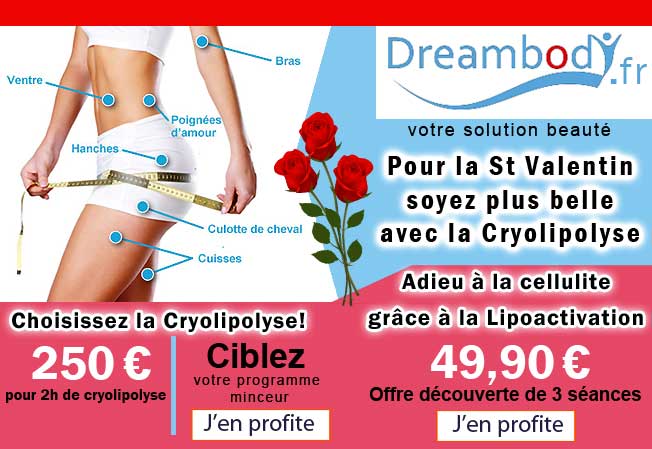 Bras
Ventre
Poignées
d'amour
Hanches
Culotte de cheval
Cuisses
Dreambody.fr
votre solution beauté
Pour la St Valentin
soyez plus belle
avec la Cryolipolyse
Choisissez la Cryolipolyse!
250 €
pour 2h de cryolipolyse
Ciblez
votre programme
minceur
J'en profite
Adieu à la cellulite
grâce à la Lipoactivation
49,90 €
Offre découverte de 3 séances
J'en profite